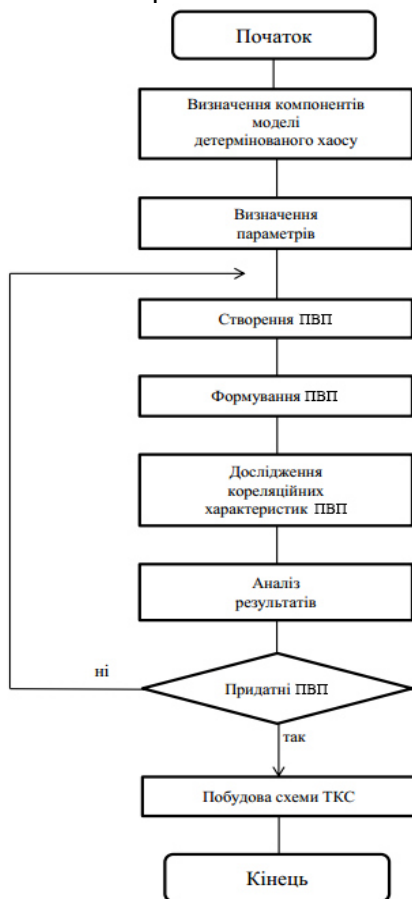 Початок
Визначення компонентів
моделі
детермінованого хаосу
Визначення
параметрів
Створення ПВП
Формування ПВП
Дослідження
кореляційних
характеристик ПВП
Аналіз
результатів
ні
Придатні ПВП
так
Побудова схеми ТКС
Кінець